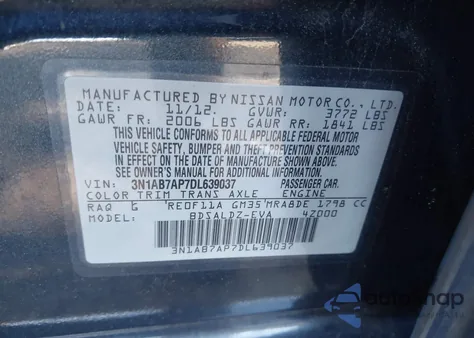 MANUFACTURED BY NISSAN MOTOR CO., LTD.
DATE: 11/12 GVWR: 3772 LBS
GAWR FR: 2006 LBS GAWR RR: 1841 LBS
THIS VEHICLE CONFORMS TO ALL APPLICABLE FEDERAL MOTOR
VEHICLE SAFETY, BUMPER, AND THEFT PREVENTION STANDARDS
IN EFFECT ON THE DATE OF MANUFACTURE SHOWN ABOVE.
SEE OWNER'S MANUAL FOR ADDITIONAL INFORMATION
VIN: 3N1AB7AP7DL639037 PASSENGER CAR
COLOR TRIM TRANS AXLE ENGINE
RAQ G RE0F11A GM35 MRA8DE 1798 CC
BDSALDZ-EVA 4Z000
3N1AB7AP7DL639037